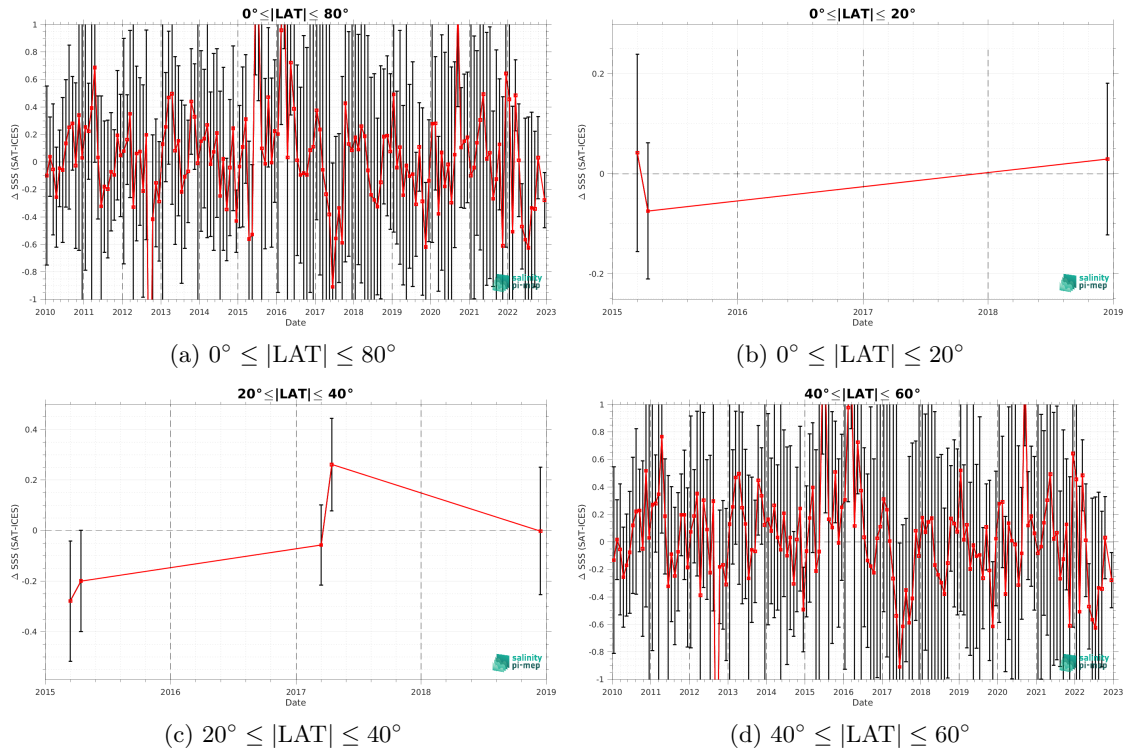 0°≤|LAT|≤ 80°
1
0.8
0.6
0.4
0.2
0
-0.2
-0.4
-0.6
-0.8
-1
Δ SSS (SAT-ICES)
2010 2011 2012 2013 2014 2015 2016 2017 2018 2019 2020 2021 2022 2023
Date
salinity
pi-mep
(a) 0° ≤ |LAT| ≤ 80°
0°≤|LAT|≤ 20°
0.2
0
-0.2
Δ SSS (SAT-ICES)
2015 2016 2017 2018 2019
Date
salinity
pi-mep
(b) 0° ≤ |LAT| ≤ 20°
20°≤|LAT|≤ 40°
0.4
0.2
0
-0.2
-0.4
Δ SSS (SAT-ICES)
2015 2016 2017 2018 2019
Date
salinity
pi-mep
(c) 20° ≤ |LAT| ≤ 40°
40°≤|LAT|≤ 60°
1
0.8
0.6
0.4
0.2
0
-0.2
-0.4
-0.6
-0.8
-1
Δ SSS (SAT-ICES)
2010 2011 2012 2013 2014 2015 2016 2017 2018 2019 2020 2021 2022 2023
Date
salinity
pi-mep
(d) 40° ≤ |LAT| ≤ 60°